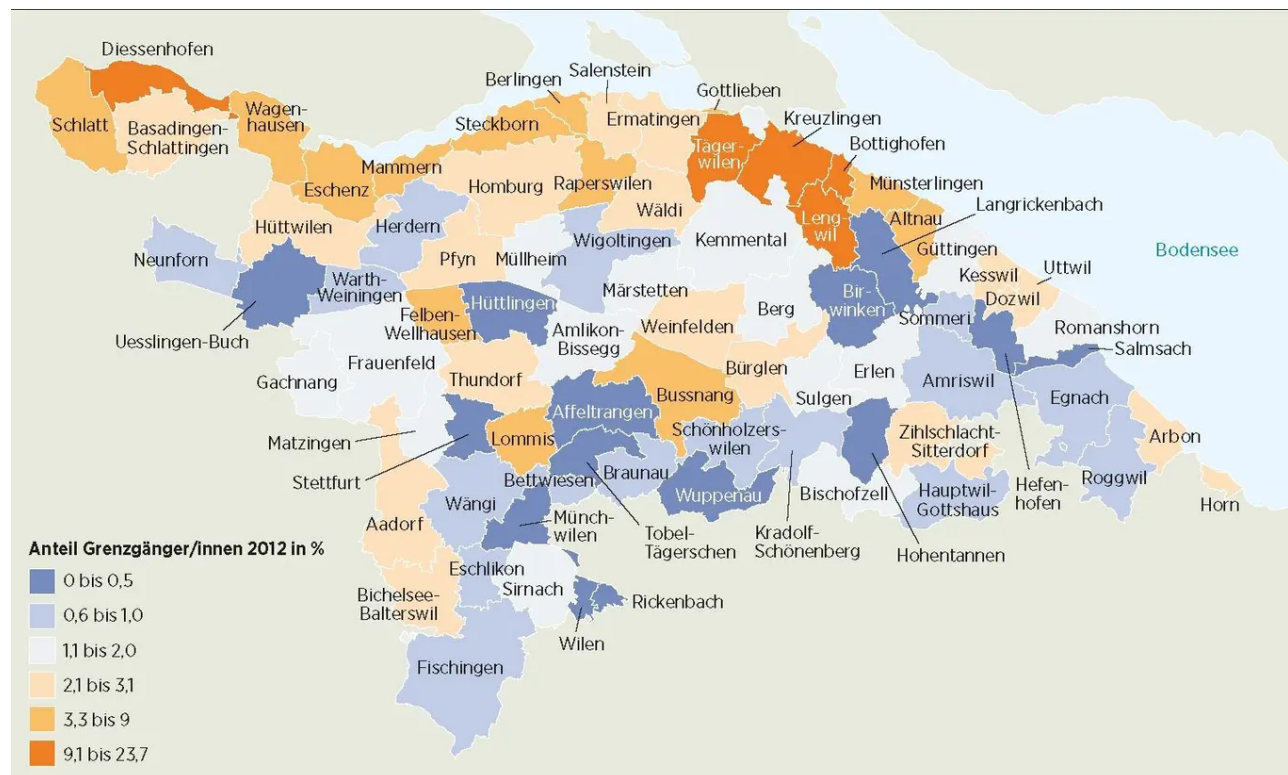 Diessenhofen
Berlingen
Salenstein
Gottlieben
Kreuzlingen
Schlatt
Basadingen-
Schlattingen
Wagen-
hausen
Steckborn
Ermatingen
Täger-
wilen
Bottighofen
Mammern
Eschenz
Homburg
Raperswilen
Münsterlingen
Langrickenbach
Hüttwilen
Herdern
Wäldi
Leng-
wil
Altnau
Neunforn
Pfyn
Müllheim
Wigoltingen
Kemmental
Güttingen
Bodensee
Warth-
Weiningen
Kesswil
Uttwil
Märstetten
Bir-
winken
Dozwil
Felben-
Wellhausen
Hüttlingen
Berg
Sommeri
Uesslingen-Buch
Amlikon-
Bissegg
Weinfelden
Romanshorn
Salmsach
Gachnang
Frauenfeld
Thundorf
Bürglen
Erlen
Amriswil
Bussnang
Sulgen
Egnach
Affeltrangen
Matzingen
Lommis
Schönholzers-
wilen
Zihlschlacht-
Sitterdorf
Arbon
Stettfurt
Bettwiesen
Braunau
Wängi
Wuppenau
Bischofzell
Hauptwil-
Gottshaus
Hefen-
hofen
Roggwil
Horn
Aadorf
Münch-
wilen
Tobel-
Tägerschen
Kradolf-
Schönenberg
Hohentannen
Anteil Grenzgänger/innen 2012 in %
0 bis 0,5
0,6 bis 1,0
1,1 bis 2,0
2,1 bis 3,1
3,3 bis 9
9,1 bis 23,7
Eschlikon
Sirnach
Bichelsee-
Balterswil
Rickenbach
Wilen
Fischingen